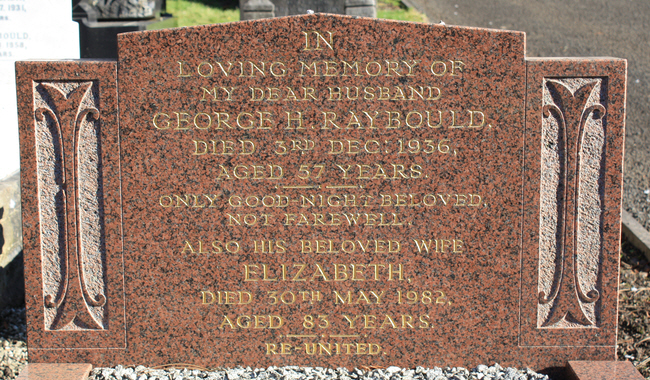 IN
LOVING MEMORY OF
MY DEAR HUSBAND
GEORGE H. RAYBOULD.
DIED 3RD DEC: 1936,
AGED 57 YEARS.
ONLY GOOD-NIGHT BELOVED,
NOT FAREWELL.
ALSO HIS BELOVED WIFE
ELIZABETH,
DIED 30TH MAY 1982,
AGED 83 YEARS.
RE-UNITED.